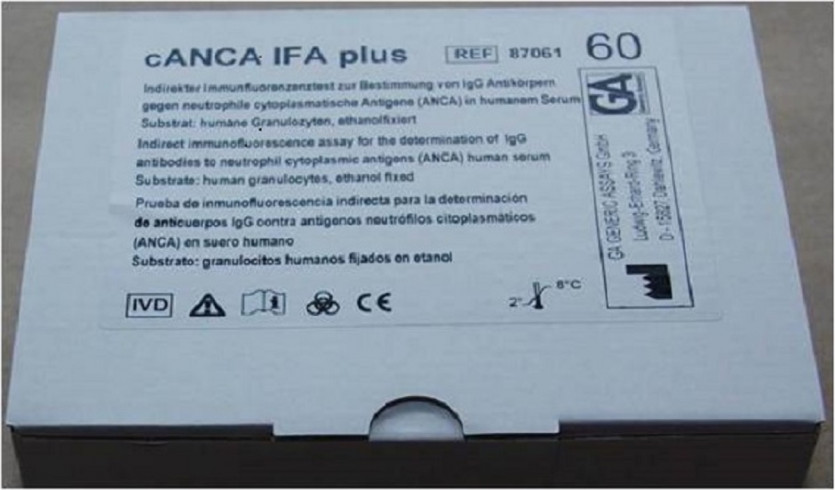 cANCA IFA plus REF 87061 60
Indirekter Immunfluoreszenztest zur Bestimmung von IgG Antikörpern
gegen neutrophile cytoplasmatische Antigene (ANCA) in humanem Serum
Substrat: humane Granulozyten, ethanolfixiert
Indirect immunofluorescence assay for the determination of IgG
antibodies to neutrophil cytoplasmic antigens (ANCA) human serum
Substrate: human granulocytes, ethanol fixed
Prueba de inmunofluorescencia indirecta para la determinación
de anticuerpos IgG contra antigenos neutrófilos citoplasmáticos
(ANCA) en suero humano
Substrato: granulocitos humanos fijados en etanol
IVD CE 2° 8°C
GA
GA GENERIC ASSAYS GmbH
Ludwig-Erhard-Ring 3
D - 15827 Dahlewitz, Germany